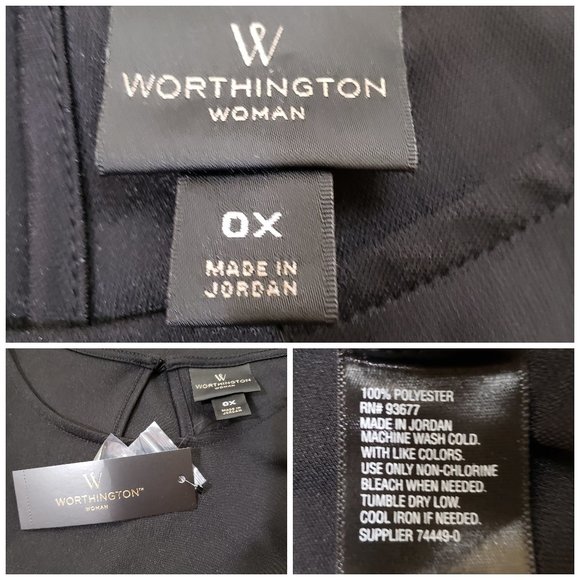 W
WORTHINGTON
WOMAN
0X
MADE IN
JORDAN
W
WORTHINGTON
0X
MADE IN
JORDAN
W
WORTHINGTON™
WOMAN
100% POLYESTER
RN# 93677
MADE IN JORDAN
MACHINE WASH COLD.
WITH LIKE COLORS.
USE ONLY NON-CHLORINE
BLEACH WHEN NEEDED.
TUMBLE DRY LOW.
COOL IRON IF NEEDED.
SUPPLIER 74449-0